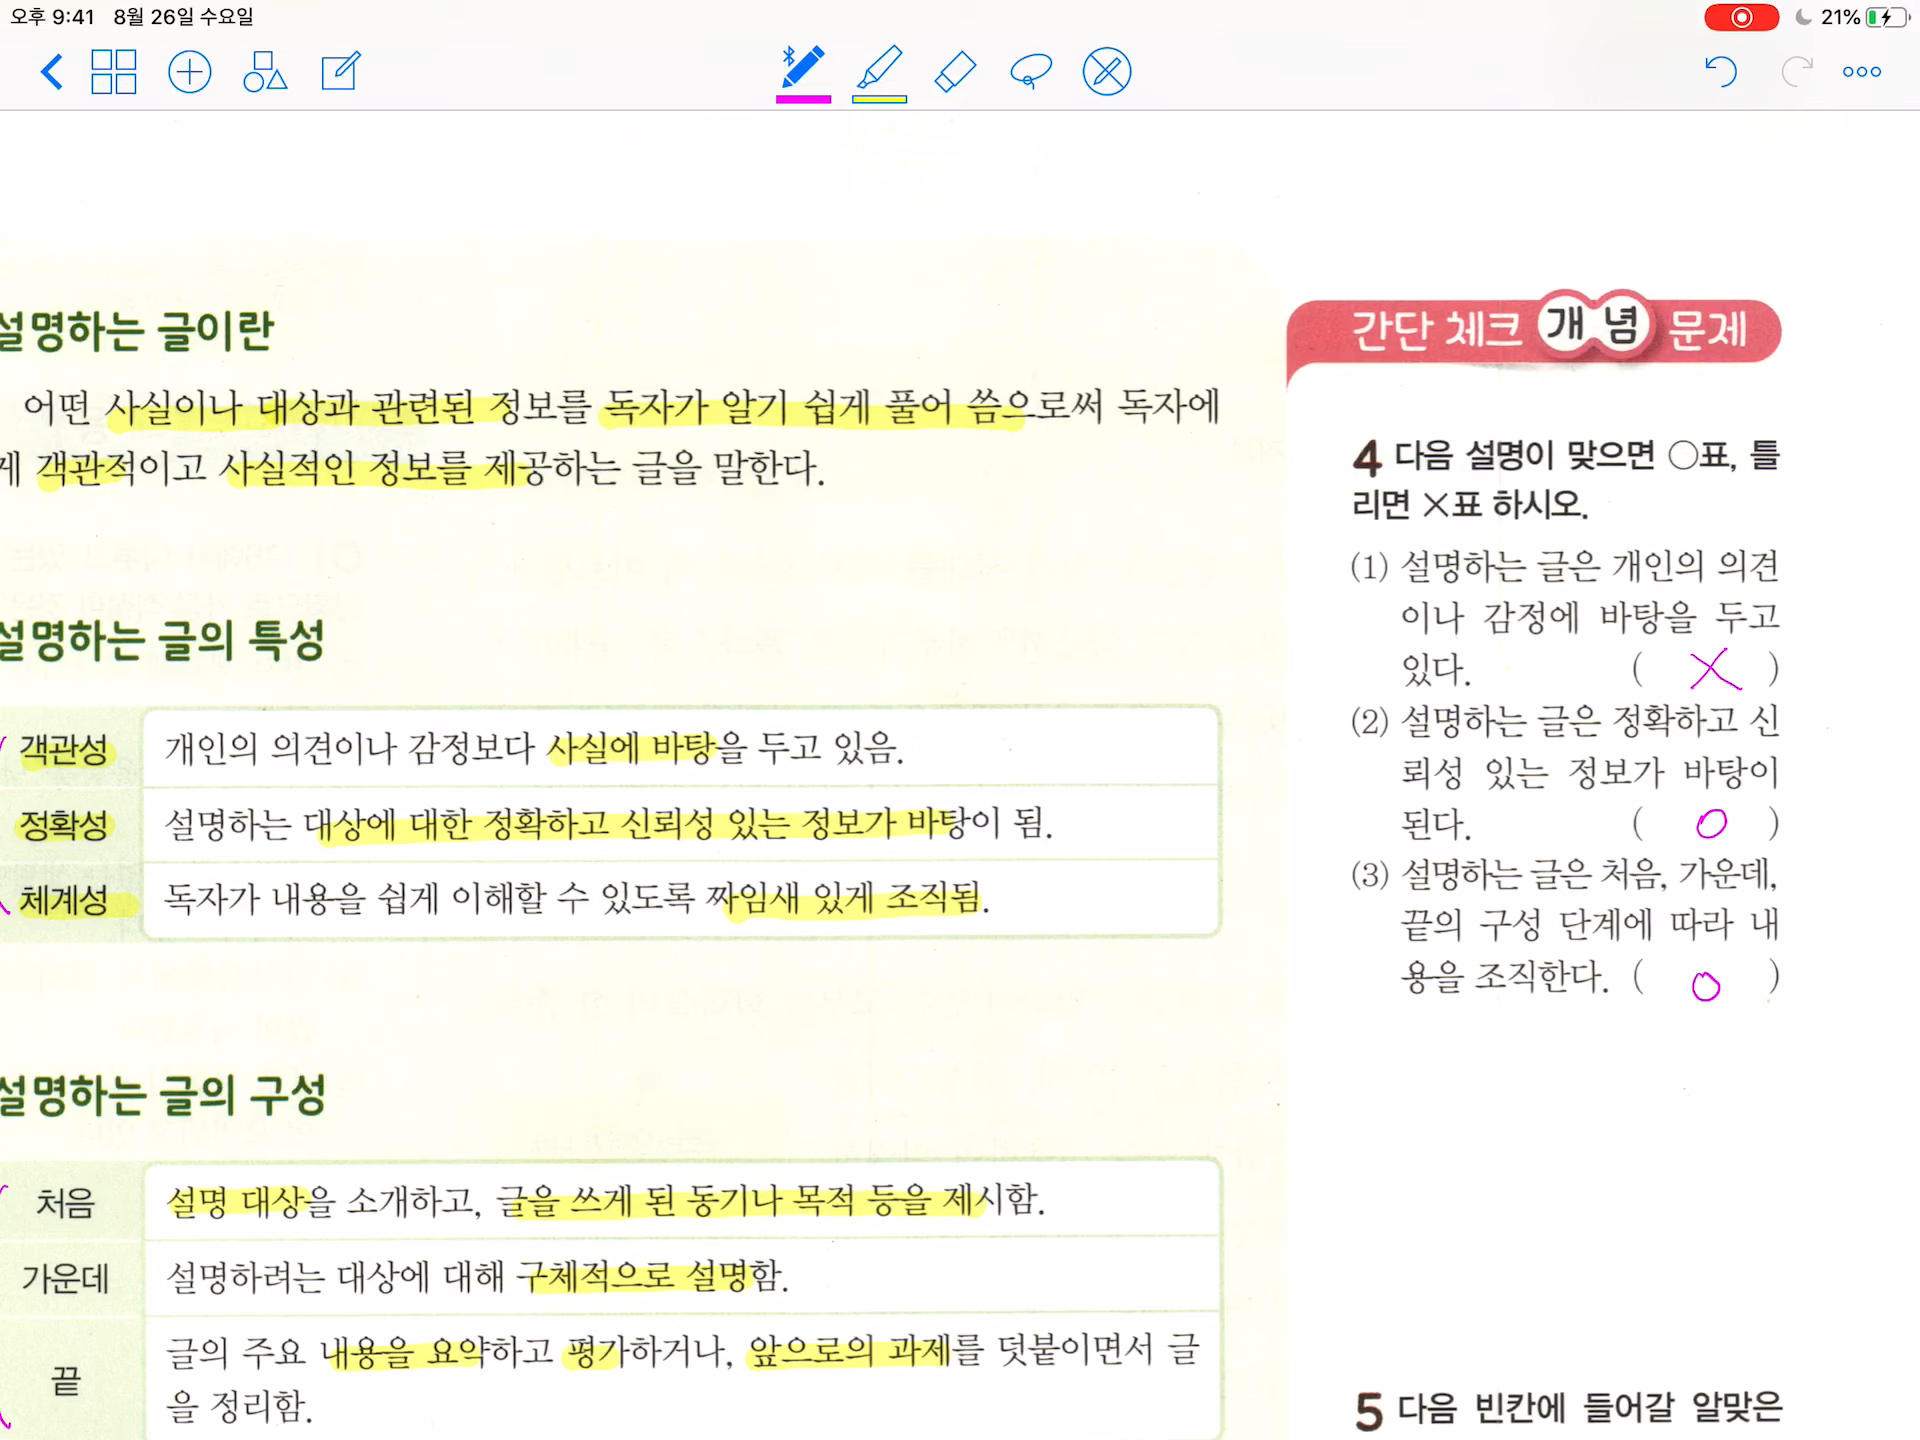 오후 9:41 8월 26일 수요일
21%
설명하는 글이란
어떤 사실이나 대상과 관련된 정보를 독자가 알기 쉽게 풀어 씀으로써 독자에
게 객관적이고 사실적인 정보를 제공하는 글을 말한다.
설명하는 글의 특성
객관성 개인의 의견이나 감정보다 사실에 바탕을 두고 있음.
정확성 설명하는 대상에 대한 정확하고 신뢰성 있는 정보가 바탕이 됨.
체계성 독자가 내용을 쉽게 이해할 수 있도록 짜임새 있게 조직됨.
설명하는 글의 구성
처음 설명 대상을 소개하고, 글을 쓰게 된 동기나 목적 등을 제시함.
가운데 설명하려는 대상에 대해 구체적으로 설명함.
끝 글의 주요 내용을 요약하고 평가하거나, 앞으로의 과제를 덧붙이면서 글
을 정리함.
간단 체크 개념 문제
4 다음 설명이 맞으면 ○표, 틀
리면 ×표 하시오.
(1) 설명하는 글은 개인의 의견
이나 감정에 바탕을 두고
있다. ( X )
(2) 설명하는 글은 정확하고 신
뢰성 있는 정보가 바탕이
된다. ( O )
(3) 설명하는 글은 처음, 가운데,
끝의 구성 단계에 따라 내
용을 조직한다. ( O )
5 다음 빈칸에 들어갈 알맞은